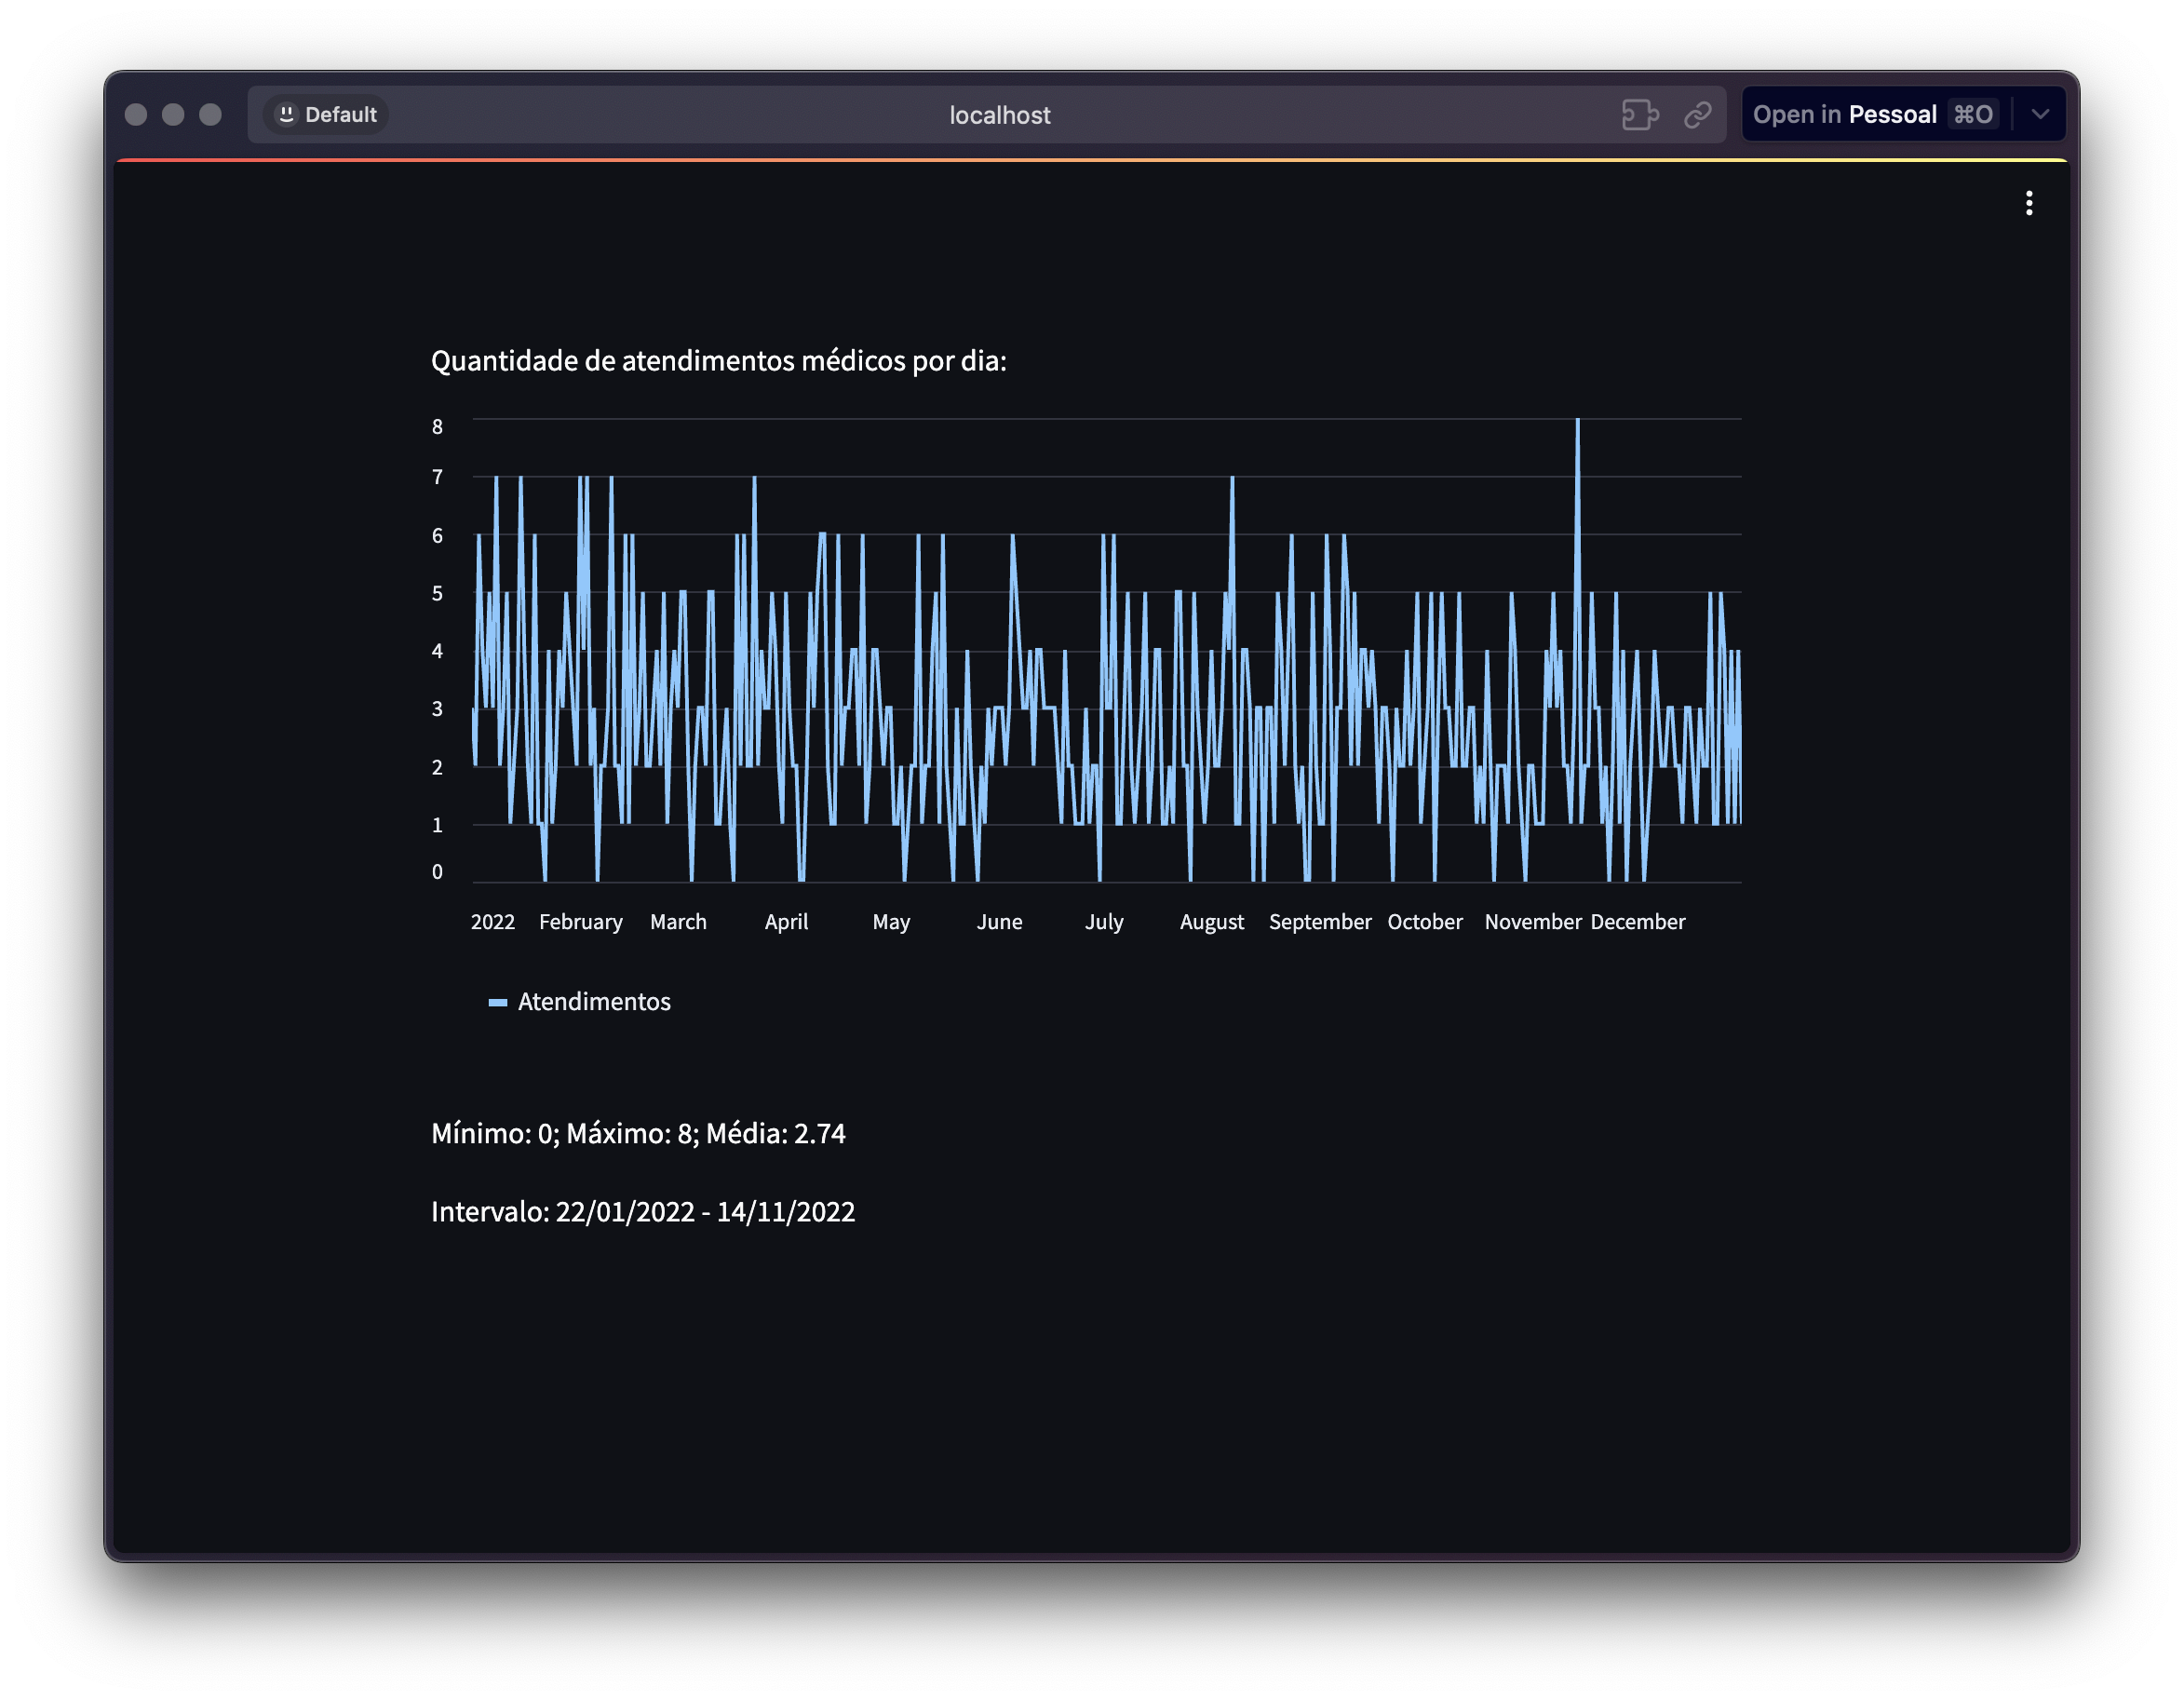 Default
localhost
Open in Pessoal ⌘O
Quantidade de atendimentos médicos por dia:
8
7
6
5
4
3
2
1
0
2022 February March April May June July August September October November December
Atendimentos
Mínimo: 0; Máximo: 8; Média: 2.74
Intervalo: 22/01/2022 - 14/11/2022